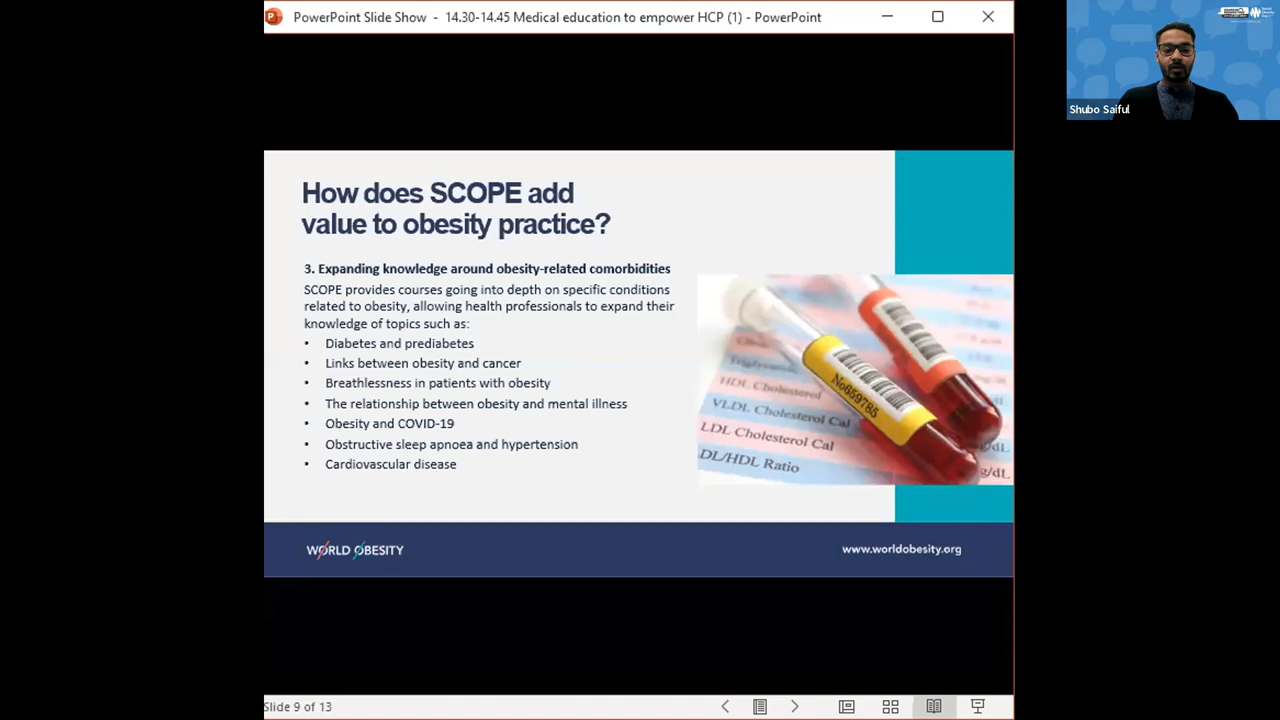 PowerPoint Slide Show - 14.30-14.45 Medical education to empower HCP (1) - PowerPoint
Shubo Saiful
How does SCOPE add
value to obesity practice?
3. Expanding knowledge around obesity-related comorbidities
SCOPE provides courses going into depth on specific conditions
related to obesity, allowing health professionals to expand their
knowledge of topics such as:
• Diabetes and prediabetes
• Links between obesity and cancer
• Breathlessness in patients with obesity
• The relationship between obesity and mental illness
• Obesity and COVID-19
• Obstructive sleep apnoea and hypertension
• Cardiovascular disease
No659785
HDL Cholesterol
VLDL Cholesterol Cal
LDL Cholesterol Cal
DL/HDL Ratio
g/dL
WORLD OBESITY
www.worldobesity.org
Slide 9 of 13